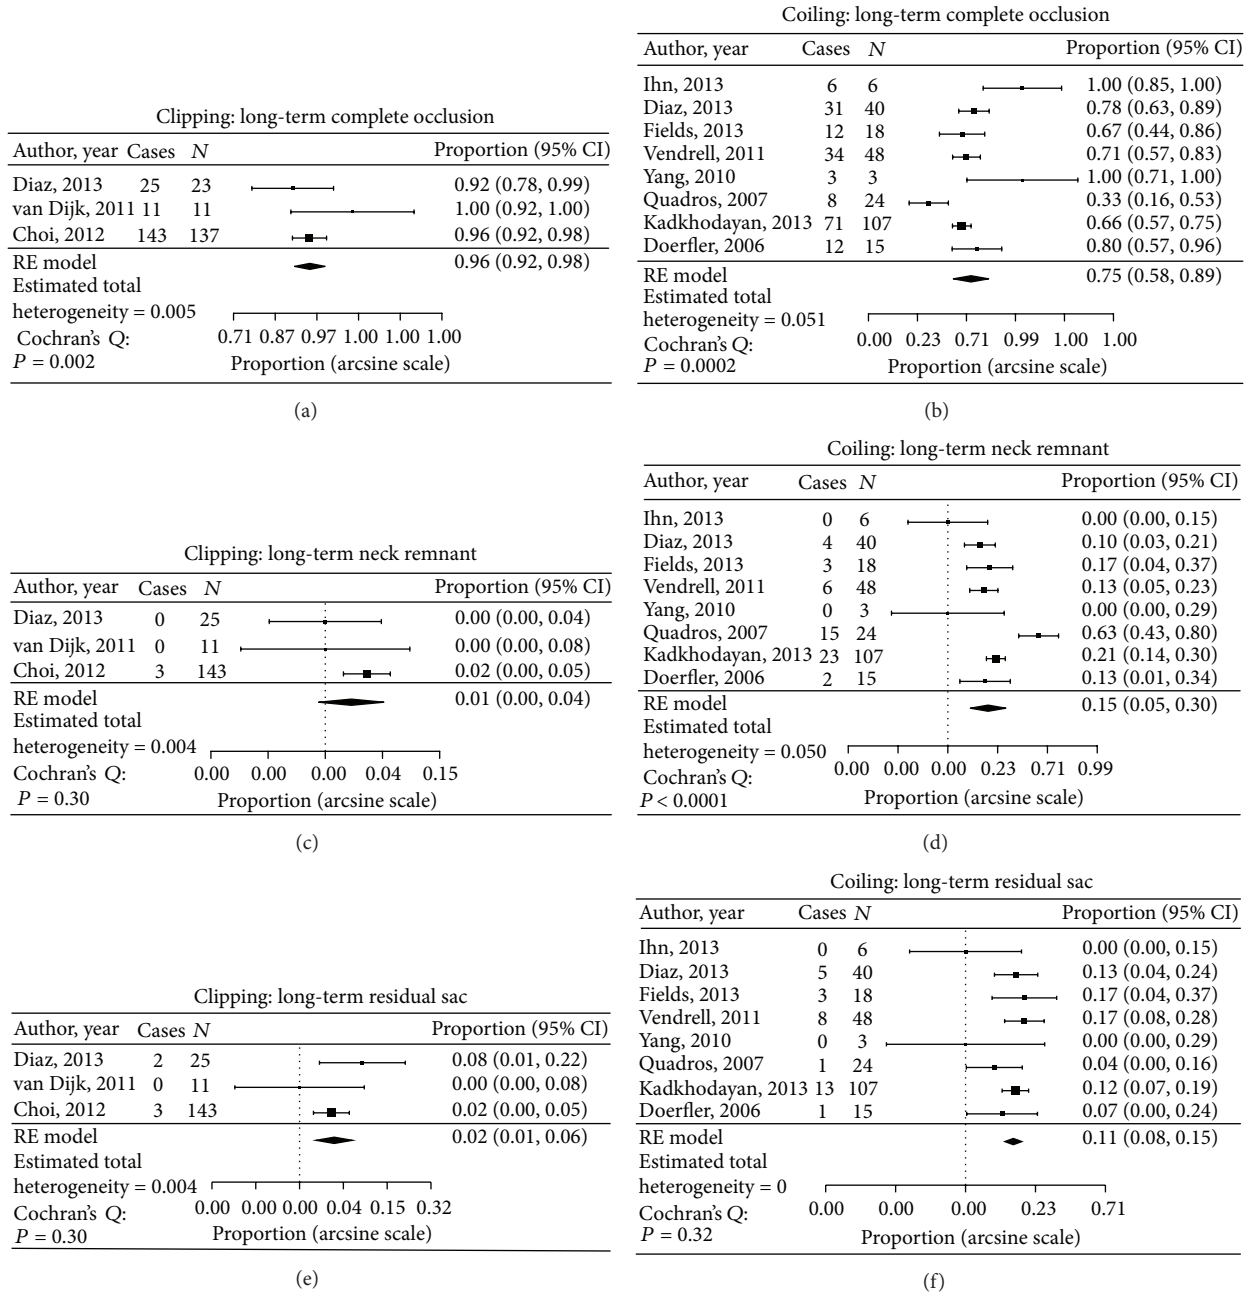 Clipping: long-term complete occlusion
Author, year Cases N Proportion (95% CI)
Diaz, 2013 25 23 0.92 (0.78, 0.99)
van Dijk, 2011 11 11 1.00 (0.92, 1.00)
Choi, 2012 143 137 0.96 (0.92, 0.98)
RE model 0.96 (0.92, 0.98)
Estimated total
heterogeneity = 0.005
Cochran's Q:
P = 0.002
0.71 0.87 0.97 1.00 1.00 1.00
Proportion (arcsine scale)
(a)
Coiling: long-term complete occlusion
Author, year Cases N Proportion (95% CI)
Ihn, 2013 6 6 1.00 (0.85, 1.00)
Diaz, 2013 31 40 0.78 (0.63, 0.89)
Fields, 2013 12 18 0.67 (0.44, 0.86)
Vendrell, 2011 34 48 0.71 (0.57, 0.83)
Yang, 2010 3 3 1.00 (0.71, 1.00)
Quadros, 2007 8 24 0.33 (0.16, 0.53)
Kadkhodayan, 2013 71 107 0.66 (0.57, 0.75)
Doerfler, 2006 12 15 0.80 (0.57, 0.96)
RE model 0.75 (0.58, 0.89)
Estimated total
heterogeneity = 0.051
Cochran's Q:
P = 0.0002
0.00 0.23 0.71 0.99 1.00 1.00
Proportion (arcsine scale)
(b)
Clipping: long-term neck remnant
Author, year Cases N Proportion (95% CI)
Diaz, 2013 0 25 0.00 (0.00, 0.04)
van Dijk, 2011 0 11 0.00 (0.00, 0.08)
Choi, 2012 3 143 0.02 (0.00, 0.05)
RE model 0.01 (0.00, 0.04)
Estimated total
heterogeneity = 0.004
Cochran's Q:
P = 0.30
0.00 0.00 0.00 0.04 0.15
Proportion (arcsine scale)
(c)
Coiling: long-term neck remnant
Author, year Cases N Proportion (95% CI)
Ihn, 2013 0 6 0.00 (0.00, 0.15)
Diaz, 2013 4 40 0.10 (0.03, 0.21)
Fields, 2013 3 18 0.17 (0.04, 0.37)
Vendrell, 2011 6 48 0.13 (0.05, 0.23)
Yang, 2010 0 3 0.00 (0.00, 0.29)
Quadros, 2007 15 24 0.63 (0.43, 0.80)
Kadkhodayan, 2013 23 107 0.21 (0.14, 0.30)
Doerfler, 2006 2 15 0.13 (0.01, 0.34)
RE model 0.15 (0.05, 0.30)
Estimated total
heterogeneity = 0.050
Cochran's Q:
P < 0.0001
0.00 0.00 0.00 0.23 0.71 0.99
Proportion (arcsine scale)
(d)
Clipping: long-term residual sac
Author, year Cases N Proportion (95% CI)
Diaz, 2013 2 25 0.08 (0.01, 0.22)
van Dijk, 2011 0 11 0.00 (0.00, 0.08)
Choi, 2012 3 143 0.02 (0.00, 0.05)
RE model 0.02 (0.01, 0.06)
Estimated total
heterogeneity = 0.004
Cochran's Q:
P = 0.30
0.00 0.00 0.00 0.04 0.15 0.32
Proportion (arcsine scale)
(e)
Coiling: long-term residual sac
Author, year Cases N Proportion (95% CI)
Ihn, 2013 0 6 0.00 (0.00, 0.15)
Diaz, 2013 5 40 0.13 (0.04, 0.24)
Fields, 2013 3 18 0.17 (0.04, 0.37)
Vendrell, 2011 8 48 0.17 (0.08, 0.28)
Yang, 2010 0 3 0.00 (0.00, 0.29)
Quadros, 2007 1 24 0.04 (0.00, 0.16)
Kadkhodayan, 2013 13 107 0.12 (0.07, 0.19)
Doerfler, 2006 1 15 0.07 (0.00, 0.24)
RE model 0.11 (0.08, 0.15)
Estimated total
heterogeneity = 0
Cochran's Q:
P = 0.32
0.00 0.00 0.00 0.23 0.71
Proportion (arcsine scale)
(f)